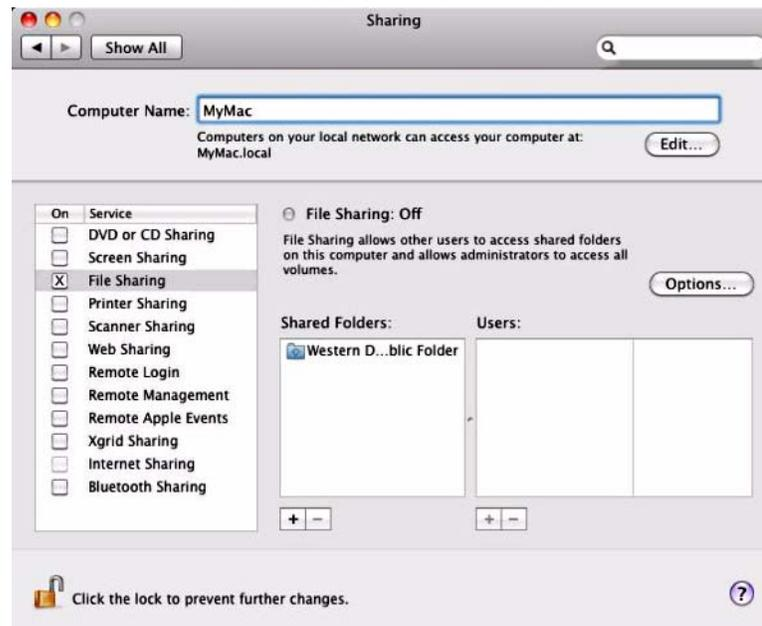 Sharing
Show All
Computer Name: MyMac
Computers on your local network can access your computer at:
MyMac.local
Edit...
On Service
DVD or CD Sharing
Screen Sharing
X File Sharing
Printer Sharing
Scanner Sharing
Web Sharing
Remote Login
Remote Management
Remote Apple Events
Xgrid Sharing
Internet Sharing
Bluetooth Sharing
File Sharing: Off
File Sharing allows other users to access shared folders
on this computer and allows administrators to access all
volumes.
Options...
Shared Folders:
Users:
Western D...blic Folder
+ −
+ −
Click the lock to prevent further changes.
?